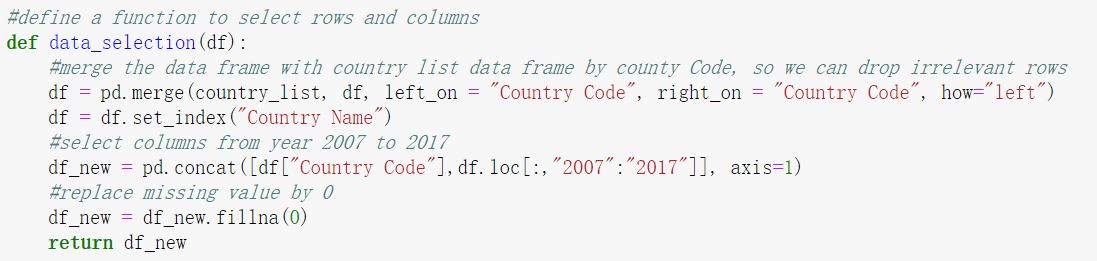 #define a function to select rows and columns
def data_selection(df):
    #merge the data frame with country list data frame by county Code, so we can drop irrelevant rows
    df = pd.merge(country_list, df, left_on = "Country Code", right_on = "Country Code", how="left")
    df = df.set_index("Country Name")
    #select columns from year 2007 to 2017
    df_new = pd.concat([df["Country Code"],df.loc[:,"2007":"2017"]], axis=1)
    #replace missing value by 0
    df_new = df_new.fillna(0)
    return df_new